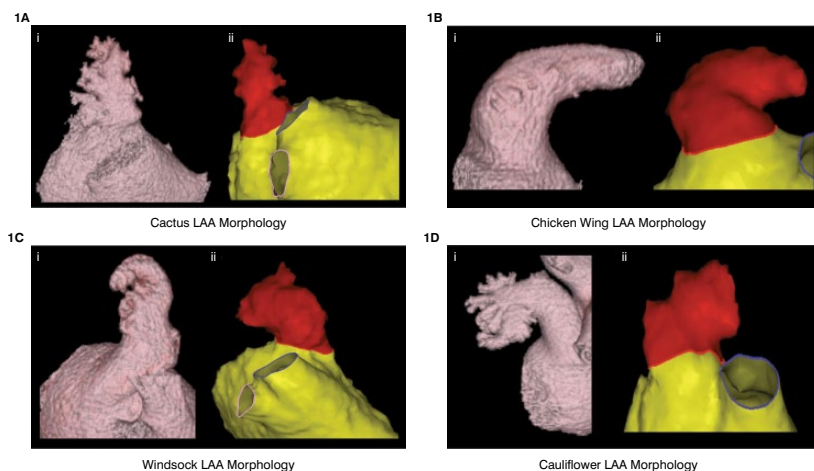 1A
i
ii
Cactus LAA Morphology
1B
i
ii
Chicken Wing LAA Morphology
1C
i
ii
Windsock LAA Morphology
1D
i
ii
Cauliflower LAA Morphology